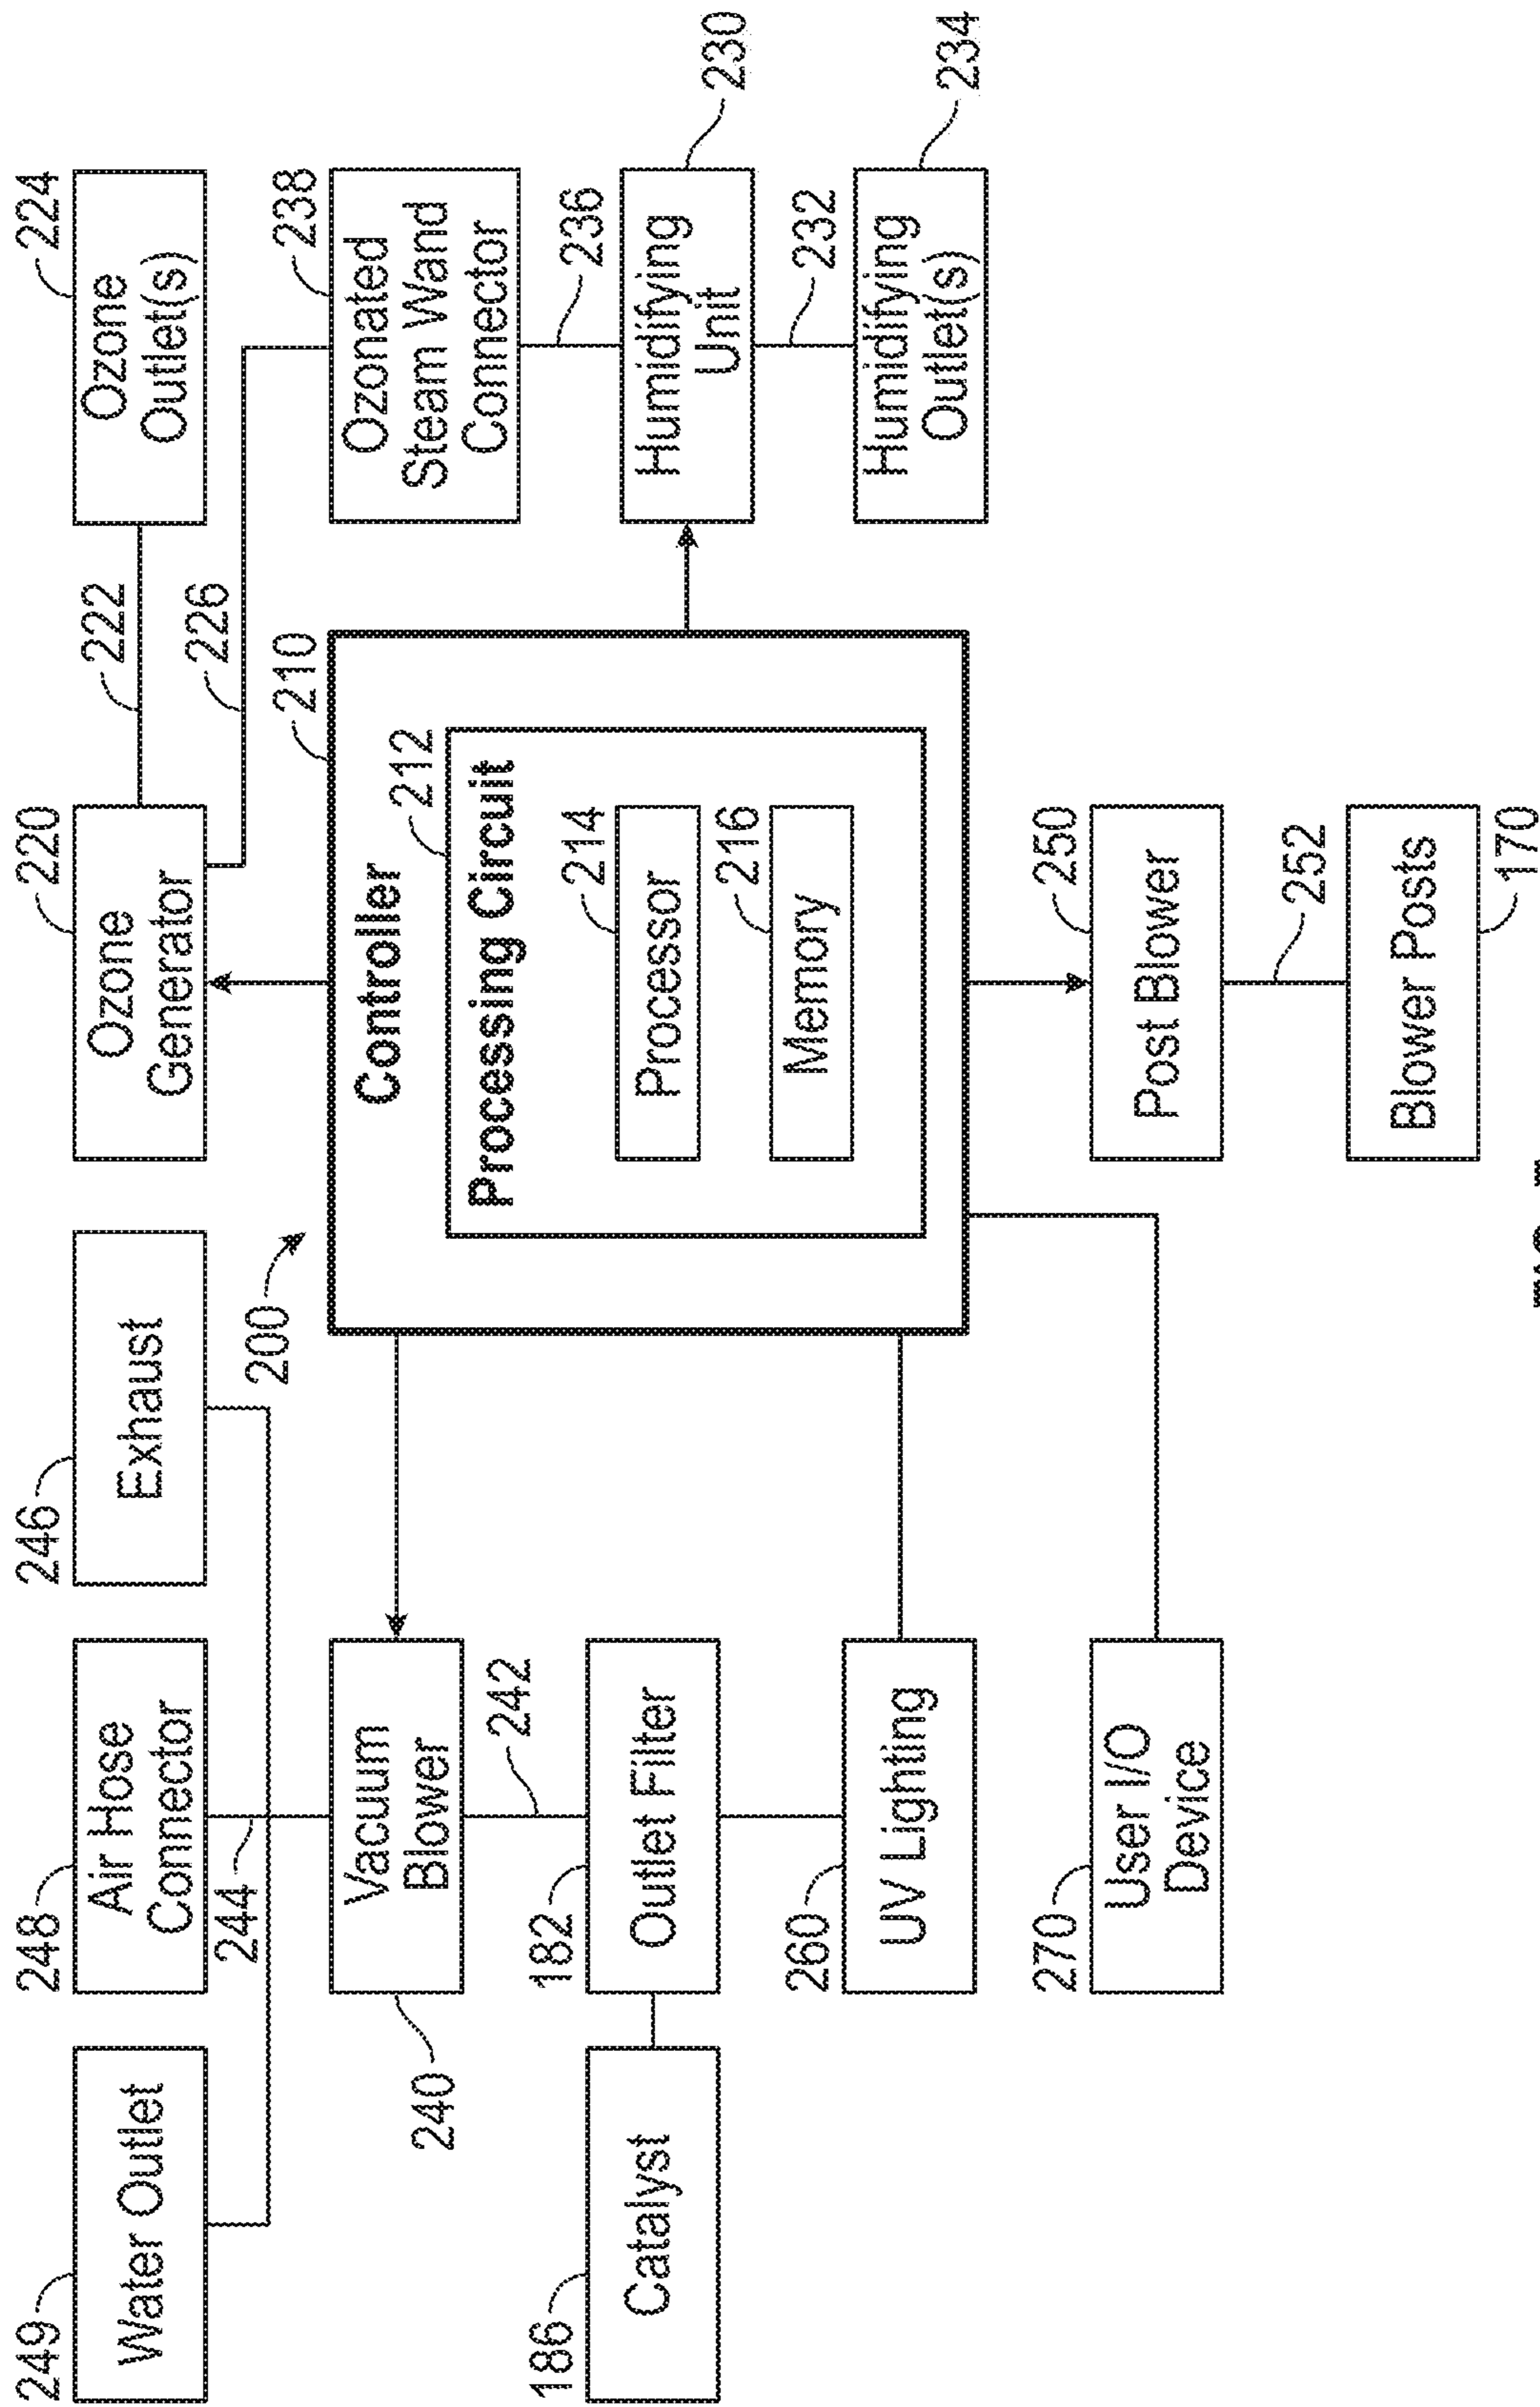 249
Water Outlet
248
Air Hose
Connector
246
Exhaust
220
Ozone
Generator
224
Ozone
Outlet(s)
222
244
200
226
210
238
Ozonated
Steam Wand
Connector
240
Vacuum
Blower
Controller
212
Processing Circuit
242
236
186
Catalyst
182
Outlet Filter
214
Processor
216
Memory
Humidifying
Unit
230
232
260
UV Lighting
Humidifying
Outlet(s)
234
270
User I/O
Device
250
Post Blower
252
Blower Posts
170